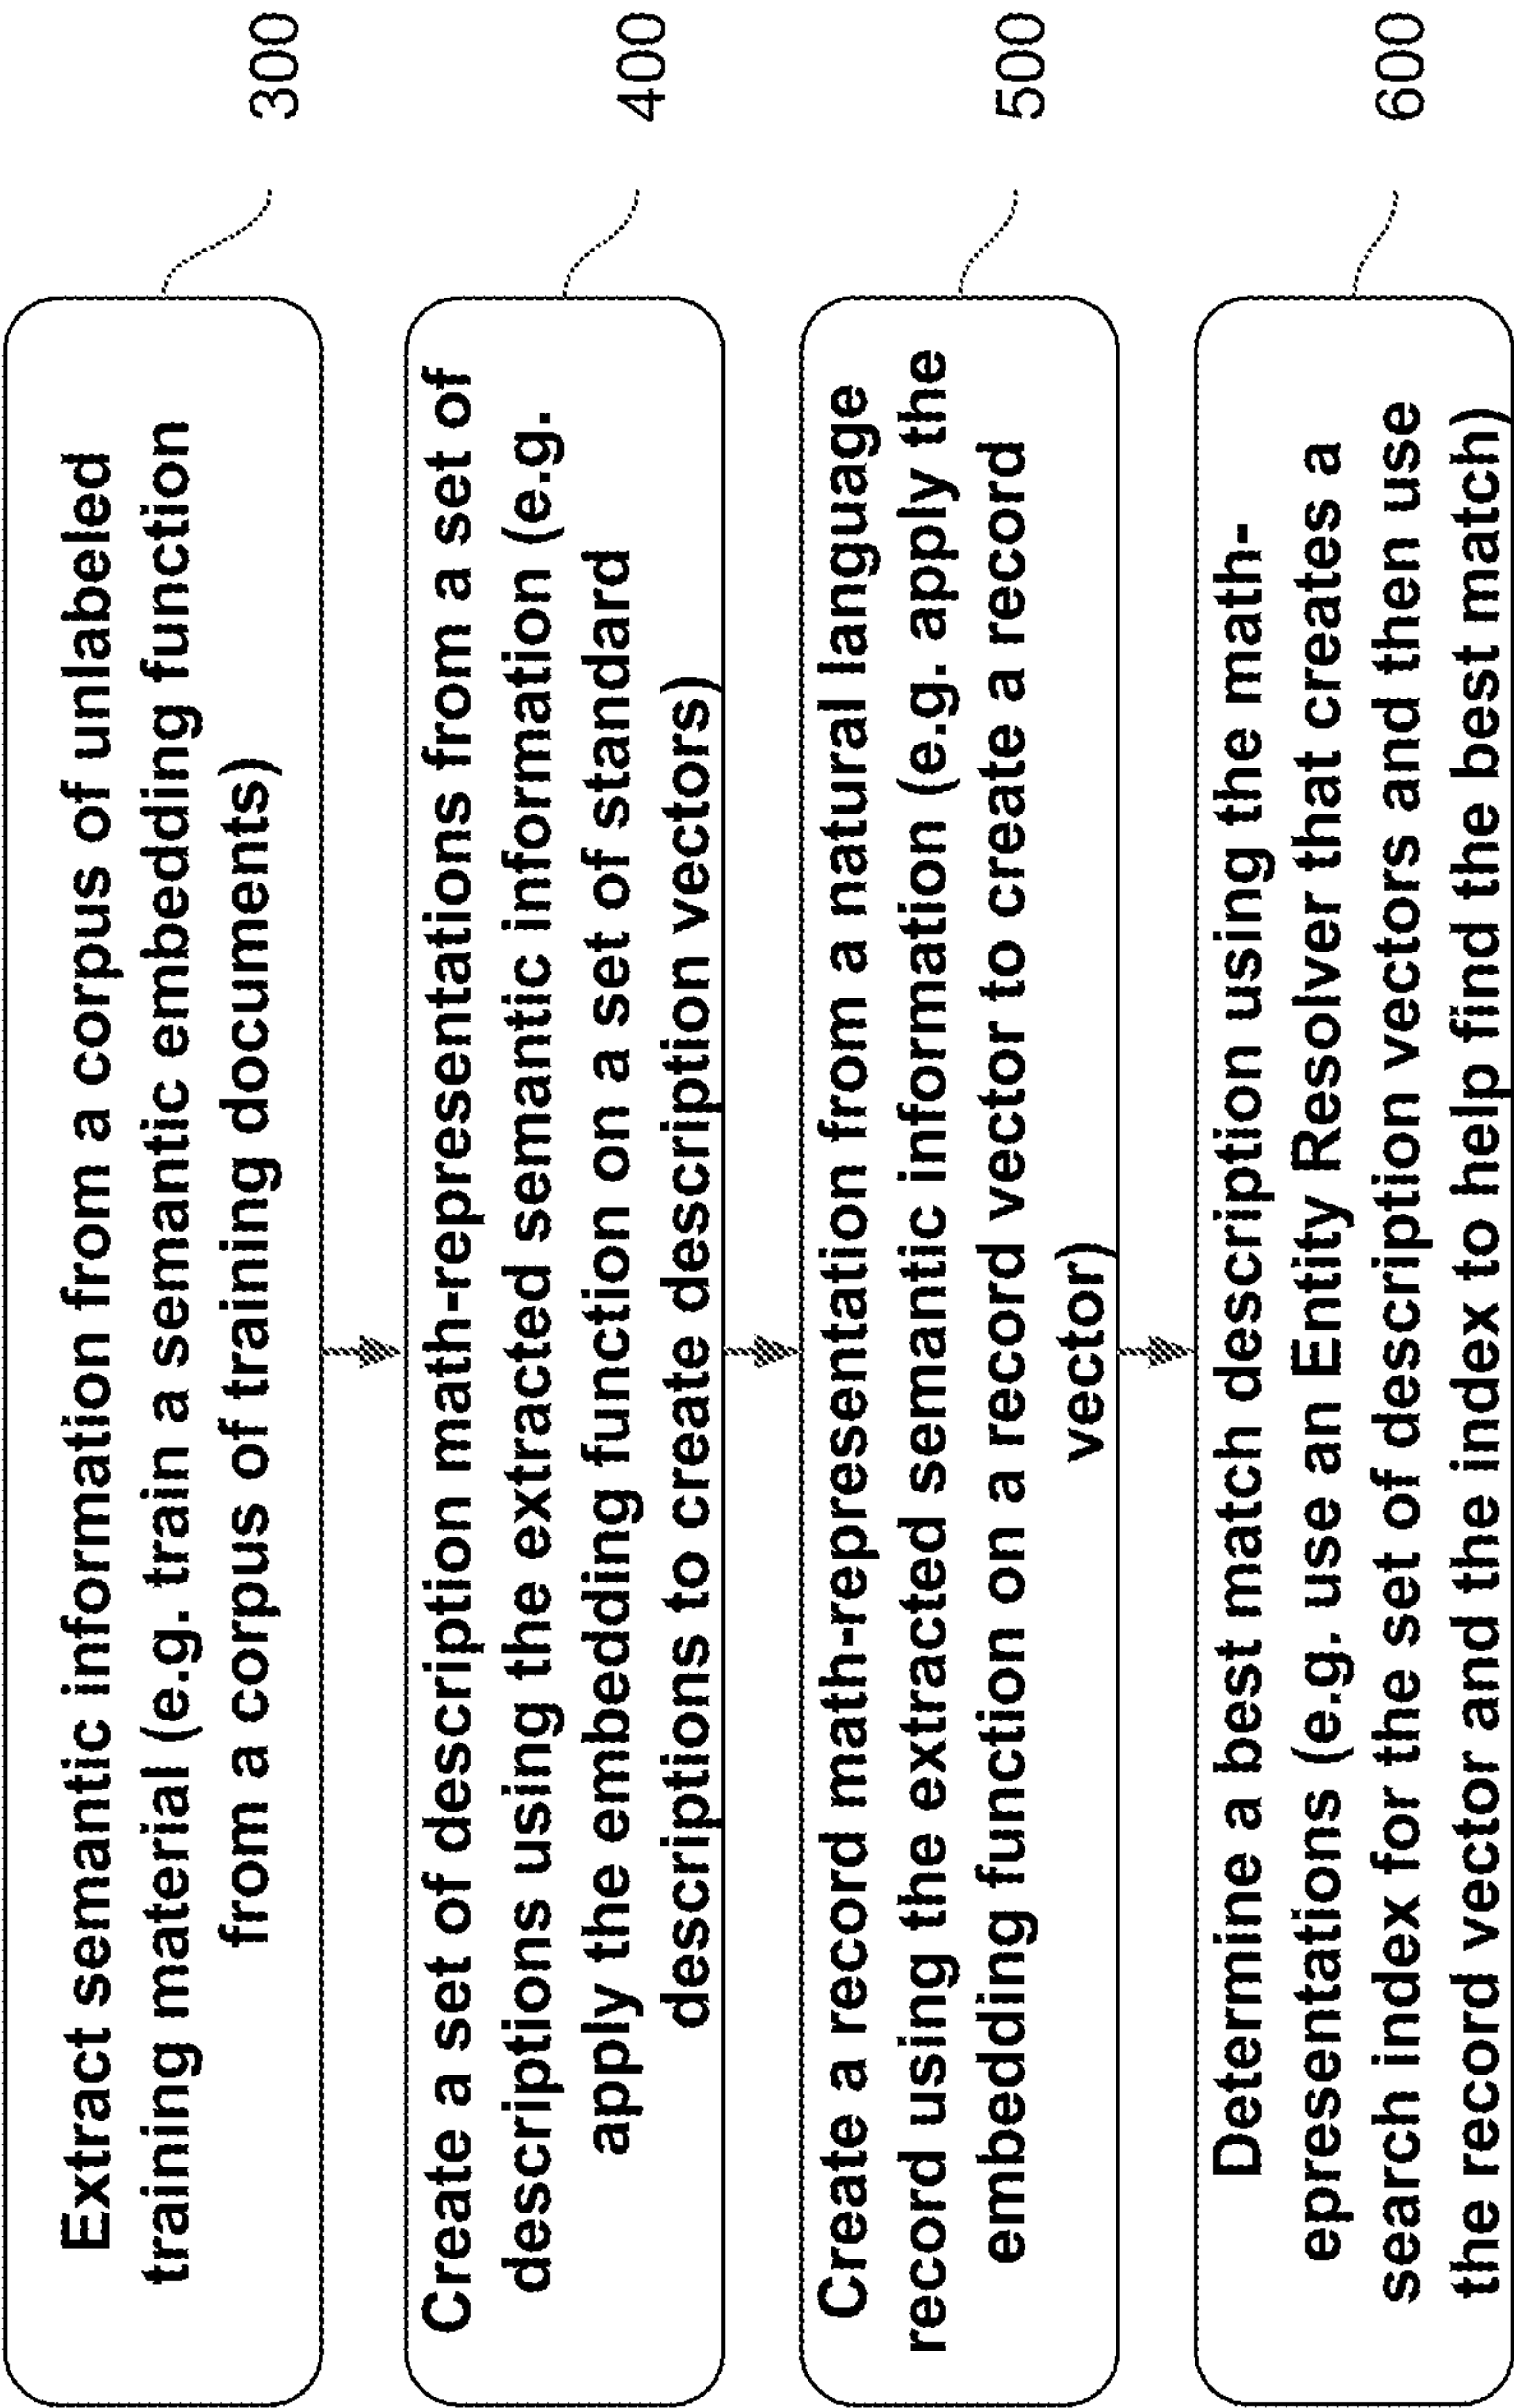 Extract semantic information from a corpus of unlabeled
training material (e.g. train a semantic embedding function
from a corpus of training documents)
300
Create a set of description math-representations from a set of
descriptions using the extracted semantic information (e.g.
apply the embedding function on a set of standard
descriptions to create description vectors)
400
Create a record math-representation from a natural language
record using the extracted semantic information (e.g. apply the
embedding function on a record vector to create a record
vector)
500
Determine a best match description using the math-
epresentations (e.g. use an Entity Resolver that creates a
search index for the set of description vectors and then use
the record vector and the index to help find the best match)
600